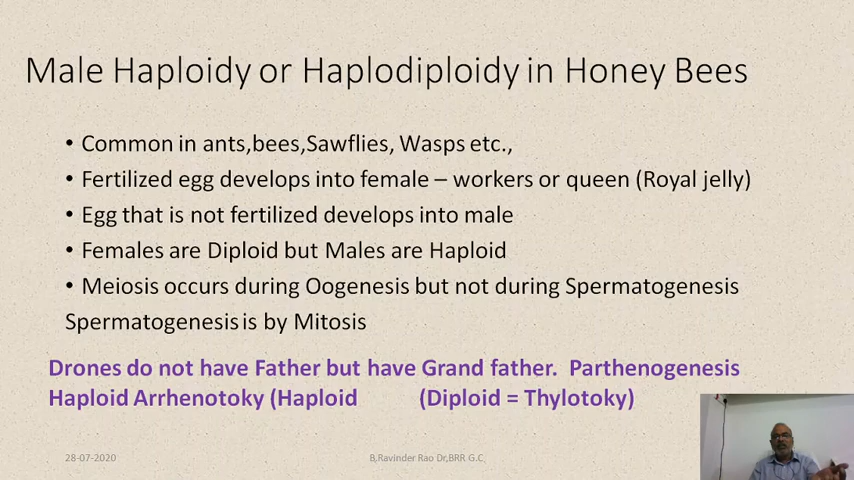 Male Haploidy or Haplodiploidy in Honey Bees
• Common in ants,bees,Sawflies, Wasps etc.,
• Fertilized egg develops into female – workers or queen (Royal jelly)
• Egg that is not fertilized develops into male
• Females are Diploid but Males are Haploid
• Meiosis occurs during Oogenesis but not during Spermatogenesis
Spermatogenesis is by Mitosis
Drones do not have Father but have Grand father. Parthenogenesis
Haploid Arrhenotoky (Haploid (Diploid = Thylotoky)
28-07-2020 B,Ravinder Rao Dr,BRR G.C